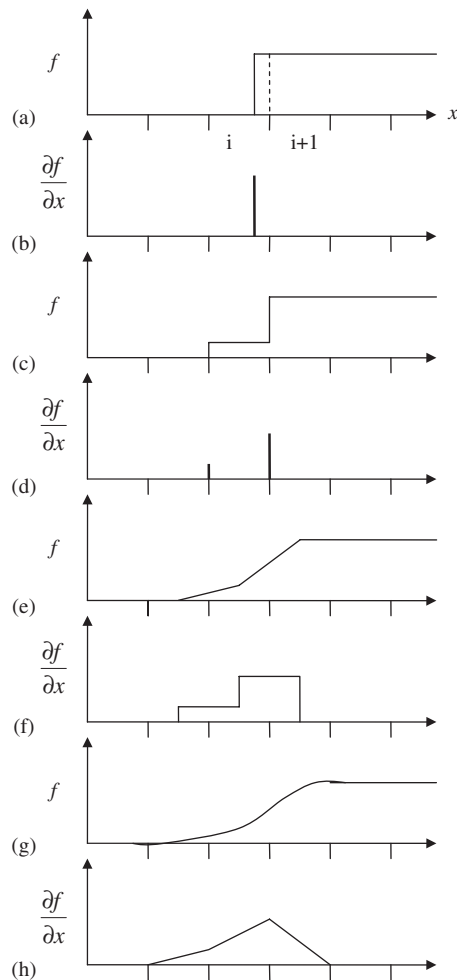 f
(a)
x
i
i+1
∂f
∂x
(b)
f
(c)
∂f
∂x
(d)
f
(e)
∂f
∂x
(f)
f
(g)
∂f
∂x
(h)